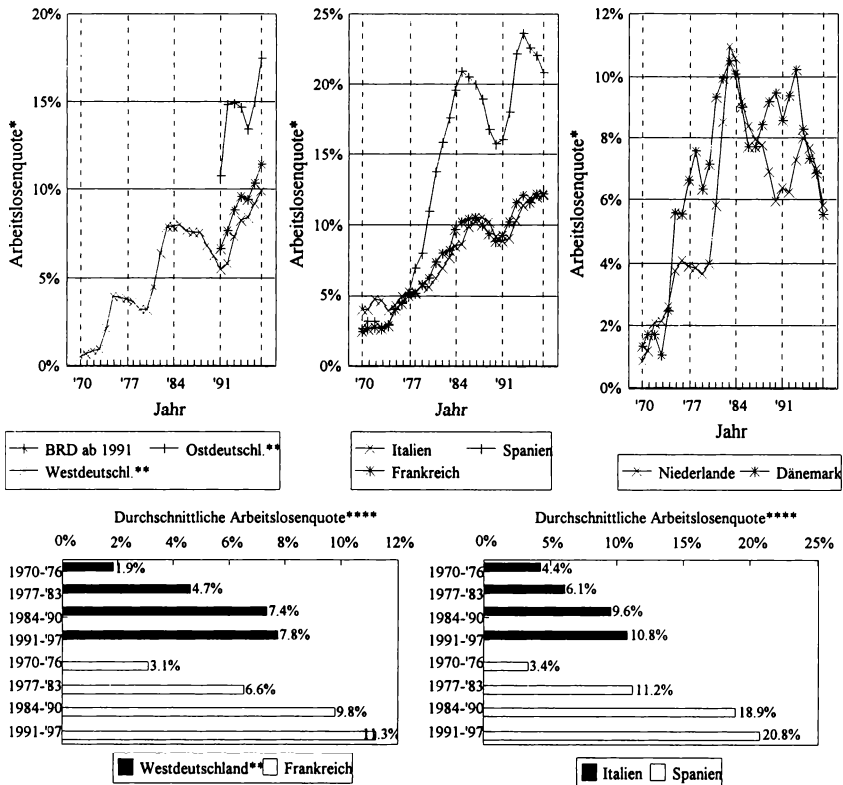 Arbeitslosenquote*
20%
15%
10%
5%
0%
'70 '77 '84 '91
Jahr
BRD ab 1991 Ostdeutschl.**
Westdeutschl.**
Arbeitslosenquote*
25%
20%
15%
10%
5%
0%
'70 '77 '84 '91
Jahr
Italien Spanien
Frankreich
Arbeitslosenquote*
12%
10%
8%
6%
4%
2%
0%
'70 '77 '84 '91
Jahr
Niederlande Dänemark
Durchschnittliche Arbeitslosenquote****
0% 2% 4% 6% 8% 10% 12%
1970-'76 1.9%
1977-'83 4.7%
1984-'90 7.4%
1991-'97 7.8%
1970-'76 3.1%
1977-'83 6.6%
1984-'90 9.8%
1991-'97 11.3%
Westdeutschland** Frankreich
Durchschnittliche Arbeitslosenquote****
0% 5% 10% 15% 20% 25%
1970-'76 4.4%
1977-'83 6.1%
1984-'90 9.6%
1991-'97 10.8%
1970-'76 3.4%
1977-'83 11.2%
1984-'90 18.9%
1991-'97 20.8%
Italien Spanien